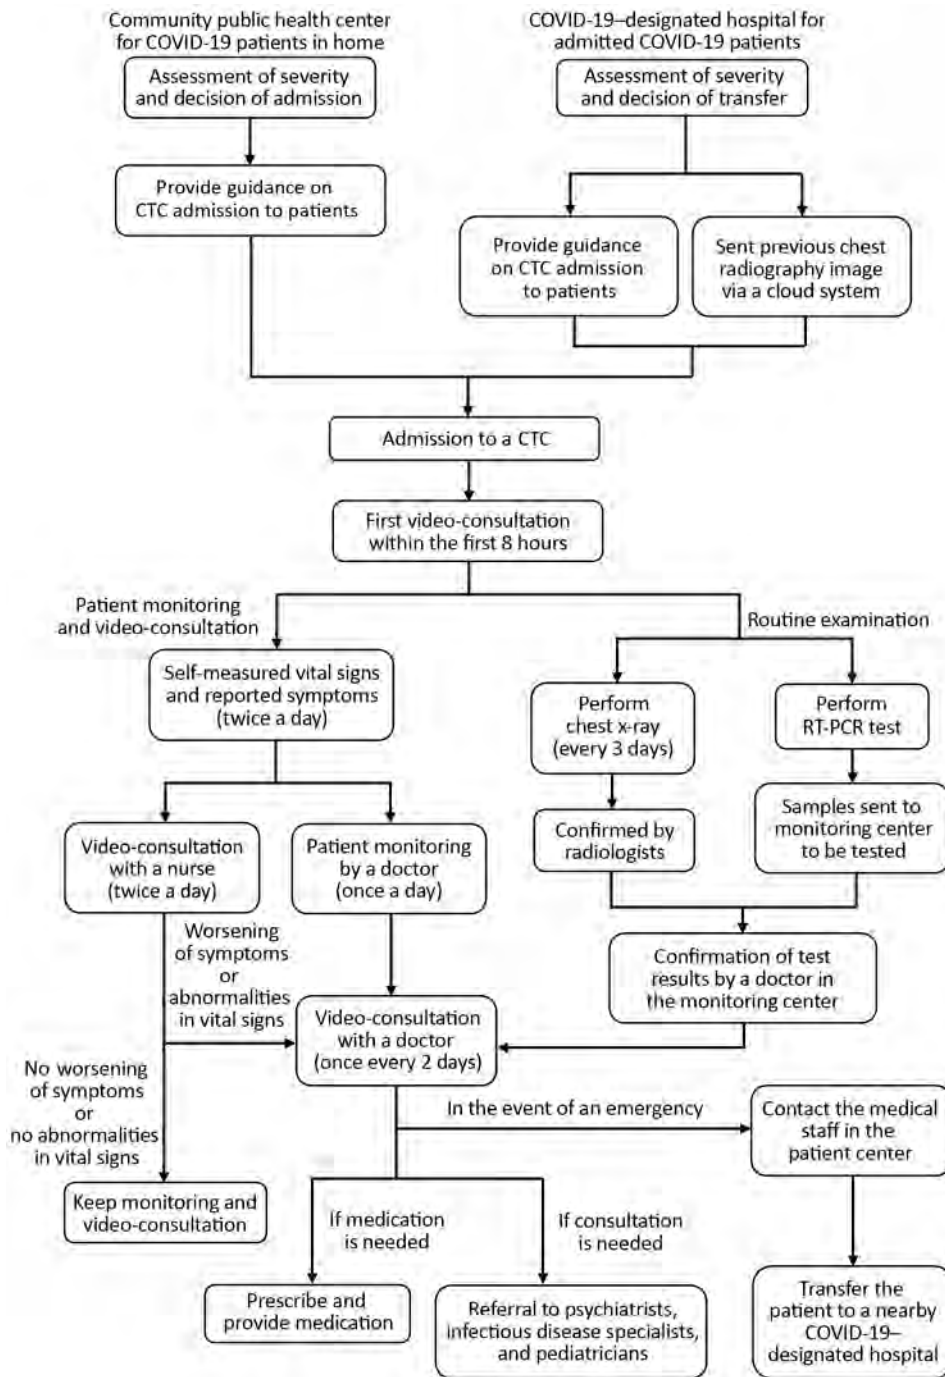 Community public health center
for COVID-19 patients in home
Assessment of severity
and decision of admission
Provide guidance on
CTC admission to patients
COVID-19–designated hospital for
admitted COVID-19 patients
Assessment of severity
and decision of transfer
Provide guidance
on CTC admission
to patients
Sent previous chest
radiography image
via a cloud system
Admission to a CTC
First video-consultation
within the first 8 hours
Patient monitoring
and video-consultation
Self-measured vital signs
and reported symptoms
(twice a day)
Video-consultation
with a nurse
(twice a day)
Patient monitoring
by a doctor
(once a day)
Routine examination
Perform
chest x-ray
(every 3 days)
Perform
RT-PCR test
Confirmed by
radiologists
Samples sent to
monitoring center
to be tested
Confirmation of test
results by a doctor in
the monitoring center
Worsening
of symptoms
or
abnormalities
in vital signs
Video-consultation
with a doctor
(once every 2 days)
No worsening
of symptoms
or
no abnormalities
in vital signs
Keep monitoring and
video-consultation
In the event of an emergency
Contact the medical
staff in the
patient center
If medication
is needed
If consultation
is needed
Prescribe and
provide medication
Referral to psychiatrists,
infectious disease specialists,
and pediatricians
Transfer the
patient to a nearby
COVID-19–
designated hospital